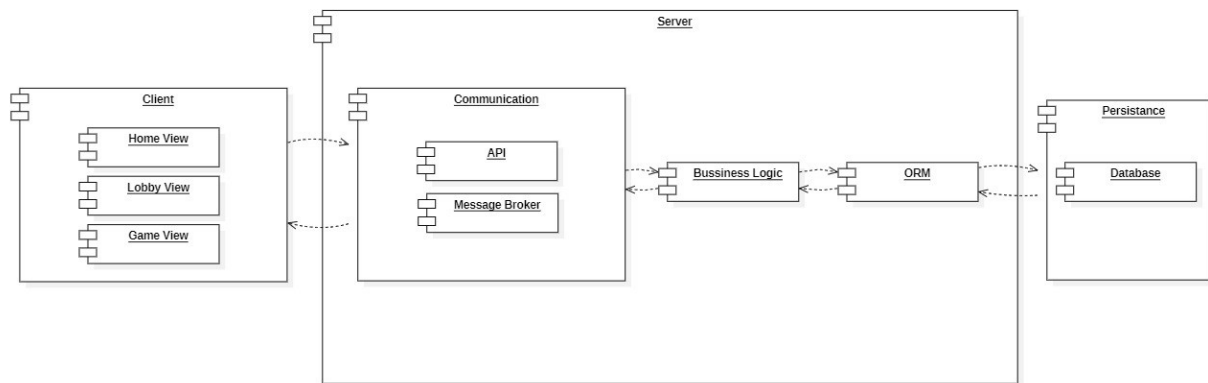 Server
Client
Communication
Persistance
Home View
API
Lobby View
Bussiness Logic
ORM
Database
Message Broker
Game View